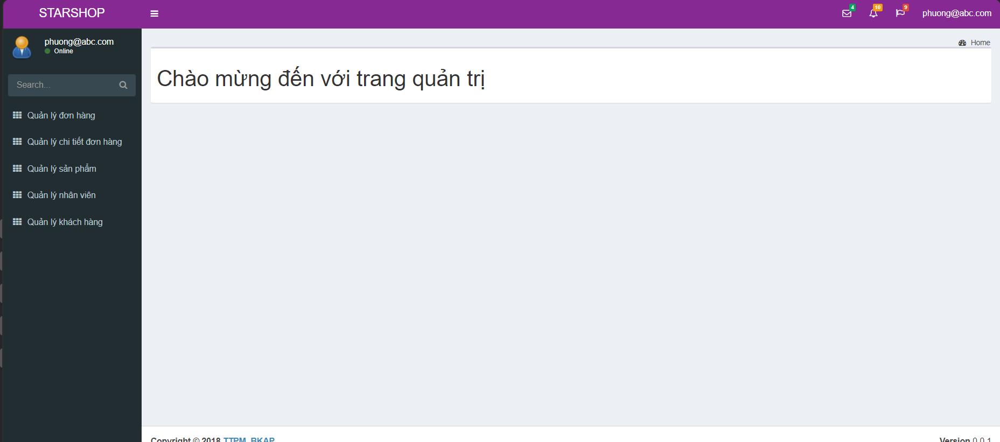 STARSHOP
4
10
9
phuong@abc.com
phuong@abc.com
Online
Search...
Quản lý đơn hàng
Quản lý chi tiết đơn hàng
Quản lý sản phẩm
Quản lý nhân viên
Quản lý khách hàng
Home
Chào mừng đến với trang quản trị
Copyright © 2018 TTPM_BKAP
Version 0.0.1